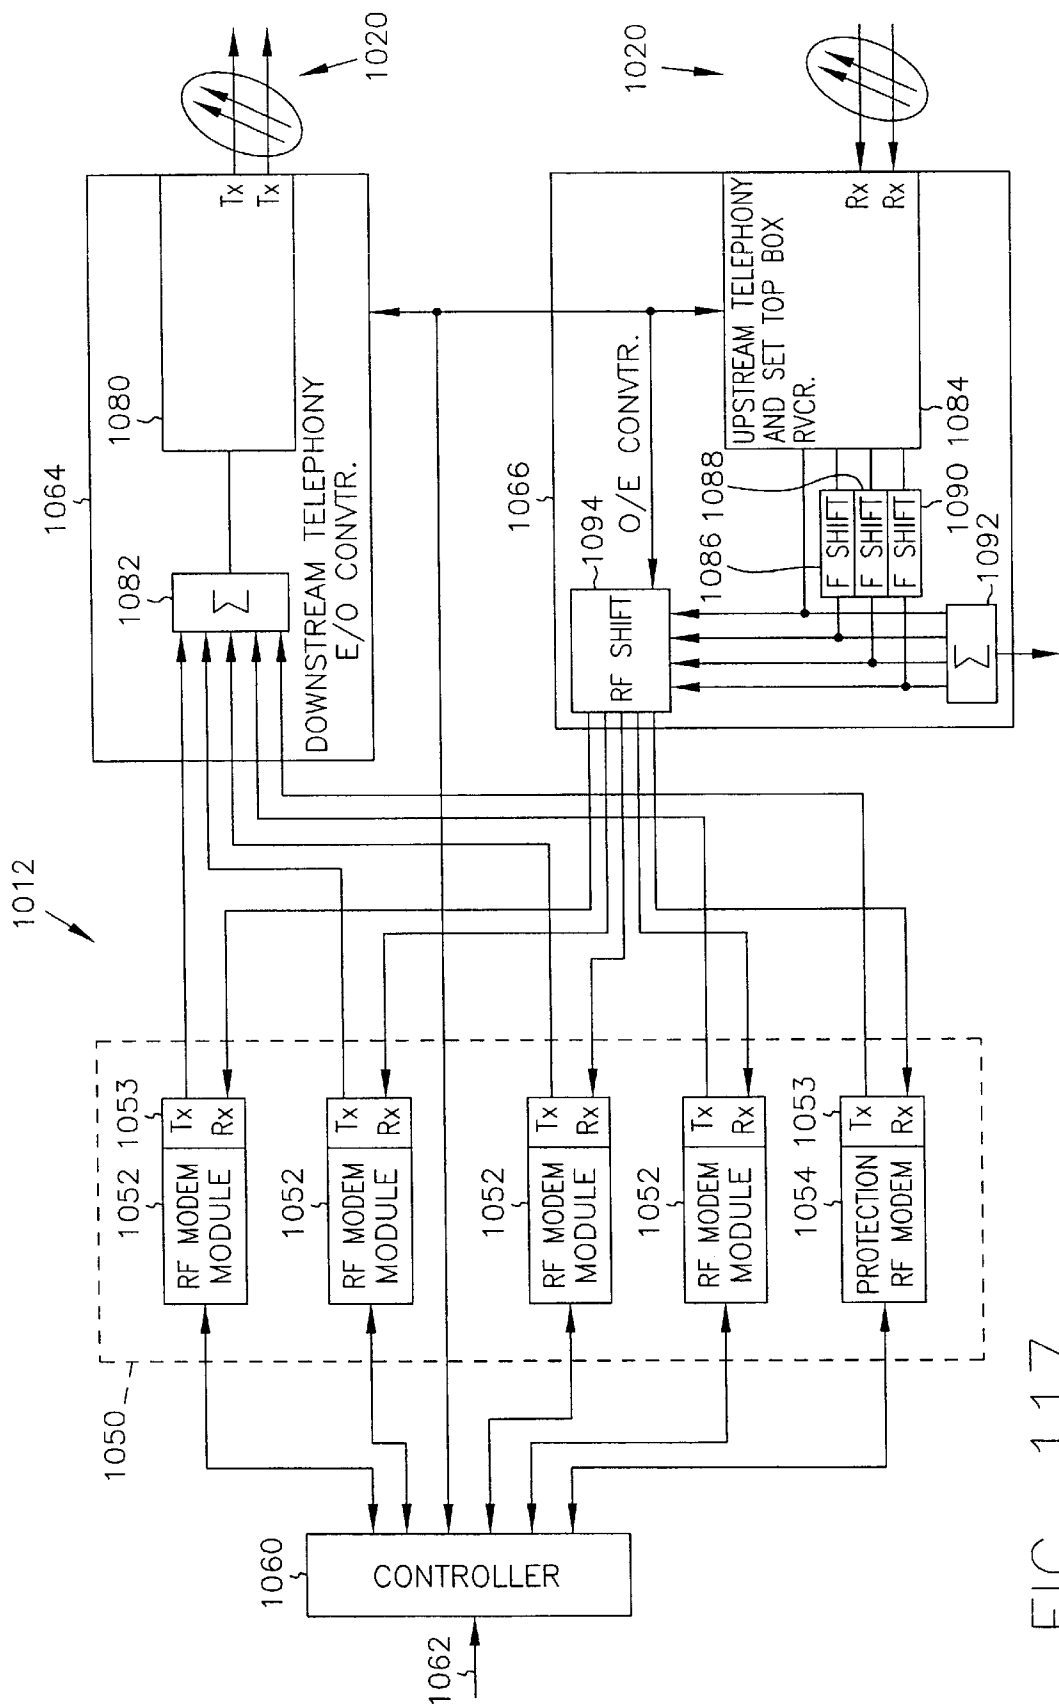 1012
1050
1052
1053
RF MODEM
MODULE
Tx
Rx
1052
RF MODEM
MODULE
Tx
Rx
1052
RF MODEM
MODULE
Tx
Rx
1052
RF MODEM
MODULE
Tx
Rx
1054
1053
PROTECTION
RF MODEM
Tx
Rx
1060
CONTROLLER
1062
1064
1082
Σ
1080
Tx
Tx
DOWNSTREAM TELEPHONY
E/O CONVTR.
1020
1066
1094
RF SHIFT
O/E CONVTR.
UPSTREAM TELEPHONY
AND SET TOP BOX
RVCR.
Rx
Rx
1020
1084
1086
1088
F SHIFT
F SHIFT
F SHIFT
1090
1092
Σ
FIG. 117